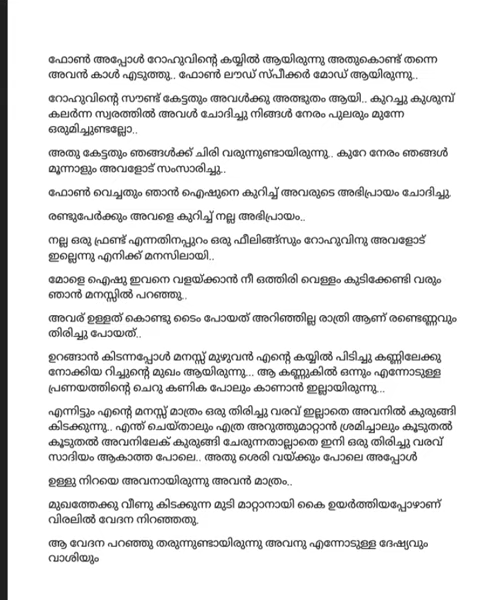 ഫോൺ അപ്പോൾ റോഹുവിന്റെ കയ്യിൽ ആയിരുന്നു അതുകൊണ്ട് തന്നെ
അവൻ കാൾ എടുത്തു.. ഫോൺ ലൗഡ് സ്പീക്കർ മോഡ് ആയിരുന്നു..
റോഹുവിന്റെ സൗണ്ട് കേട്ടതും അവൾക്കു അത്ഭുതം ആയി.. കുറച്ചു കുശുമ്പ്
കലർന്ന സ്വരത്തിൽ അവൾ ചോദിച്ചു നിങ്ങൾ നേരം പുലരും മുന്നേ
ഒരുമിച്ചുണ്ടല്ലോ..
അതു കേട്ടതും ഞങ്ങൾക്ക് ചിരി വരുന്നുണ്ടായിരുന്നു.. കുറേ നേരം ഞങ്ങൾ
മൂന്നാളും അവളോട് സംസാരിച്ചു..
ഫോൺ വെച്ചതും ഞാൻ ഐഷുനെ കുറിച്ച് അവരുടെ അഭിപ്രായം ചോദിച്ചു.
രണ്ടുപേർക്കും അവളെ കുറിച്ച് നല്ല അഭിപ്രായം..
നല്ല ഒരു ഫ്രണ്ട് എന്നതിനപ്പുറം ഒരു ഫീലിങ്ങ്സും റോഹുവിനു അവളോട്
ഇല്ലെന്നു എനിക്ക് മനസിലായി..
മോളെ ഐഷു ഇവനെ വളയ്ക്കാൻ നീ ഒത്തിരി വെള്ളം കുടിക്കേണ്ടി വരും
ഞാൻ മനസ്സിൽ പറഞ്ഞു..
അവര് ഉള്ളത് കൊണ്ടു ടൈം പോയത് അറിഞ്ഞില്ല രാത്രി ആണ് രണ്ടെണ്ണവും
തിരിച്ചു പോയത്..
ഉറങ്ങാൻ കിടന്നപ്പോൾ മനസ്സ് മുഴുവൻ എന്റെ കയ്യിൽ പിടിച്ചു കണ്ണിലേക്കു
നോക്കിയ റിച്ചുന്റെ മുഖം ആയിരുന്നു... ആ കണ്ണുകിൽ ഒന്നും എന്നോടുള്ള
പ്രണയത്തിന്റെ ചെറു കണിക പോലും കാണാൻ ഇല്ലായിരുന്നു...
എന്നിട്ടും എന്റെ മനസ്സ് മാത്രം ഒരു തിരിച്ചു വരവ് ഇല്ലാതെ അവനിൽ കുരുങ്ങി
കിടക്കുന്നു.. എന്ത് ചെയ്താലും എത്ര അറുത്തുമാറ്റാൻ ശ്രമിച്ചാലും കൂടുതൽ
കൂടുതൽ അവനിലേക് കുരുങ്ങി ചേരുന്നതാല്ലാതെ ഇനി ഒരു തിരിച്ചു വരവ്
സാദിയം ആകാത്ത പോലെ.. അതു ശെരി വയ്ക്കും പോലെ അപ്പോൾ
ഉള്ളു നിറയെ അവനായിരുന്നു അവൻ മാത്രം..
മുഖത്തേക്കു വീണു കിടക്കുന്ന മുടി മാറ്റാനായി കൈ ഉയർത്തിയപ്പോഴാണ്
വിരലിൽ വേദന നിറഞ്ഞതു.
ആ വേദന പറഞ്ഞു തരുന്നുണ്ടായിരുന്നു അവനു എന്നോടുള്ള ദേഷ്യവും
വാശിയും